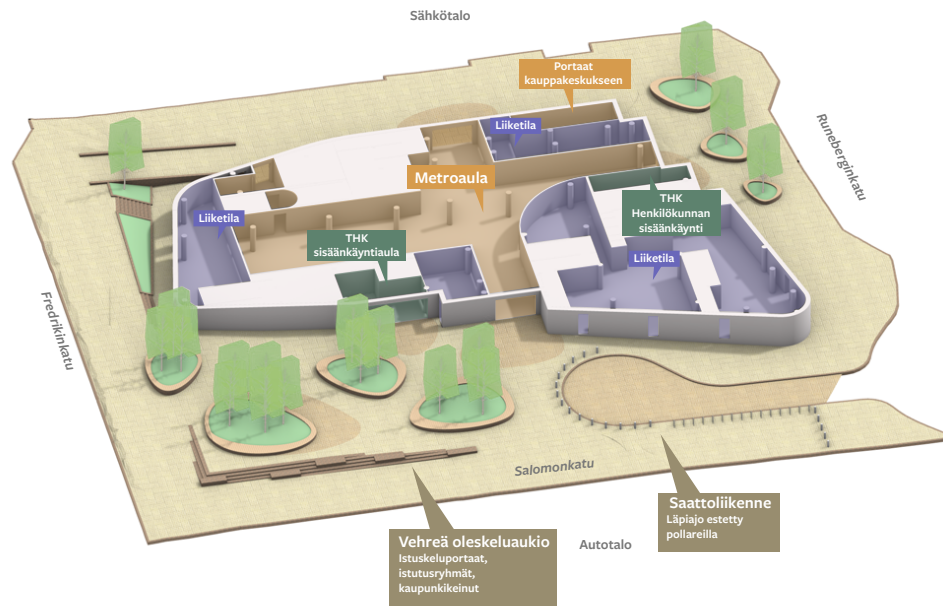 Sähkötalo
Portaat
kauppakeskukseen
Liiketila
Runeberginkatu
Metroaula
THK
Henkilökunnan
sisäänkäynti
Liiketila
THK
sisäänkäyntiaula
Liiketila
Fredrikinkatu
Salomonkatu
Saattoliikenne
Läpiajo estetty
pollareilla
Vehreä oleskeluaukio
Istuskeluportaat,
istutusryhmät,
kaupunkikeinut
Autotalo